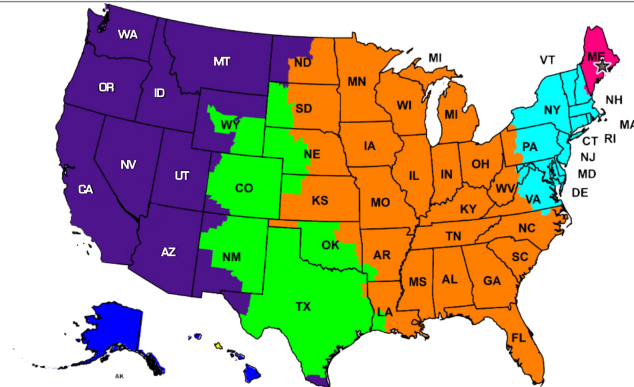 WA
MT
ND
MN
MI
VT
ME
OR
ID
WY
SD
WI
MI
NY
NH
MA
NV
UT
CO
NE
IA
IL
IN
OH
PA
CT
RI
NJ
MD
DE
CA
KS
MO
WV
VA
KY
AZ
NM
OK
AR
TN
NC
SC
TX
LA
MS
AL
GA
FL
AK